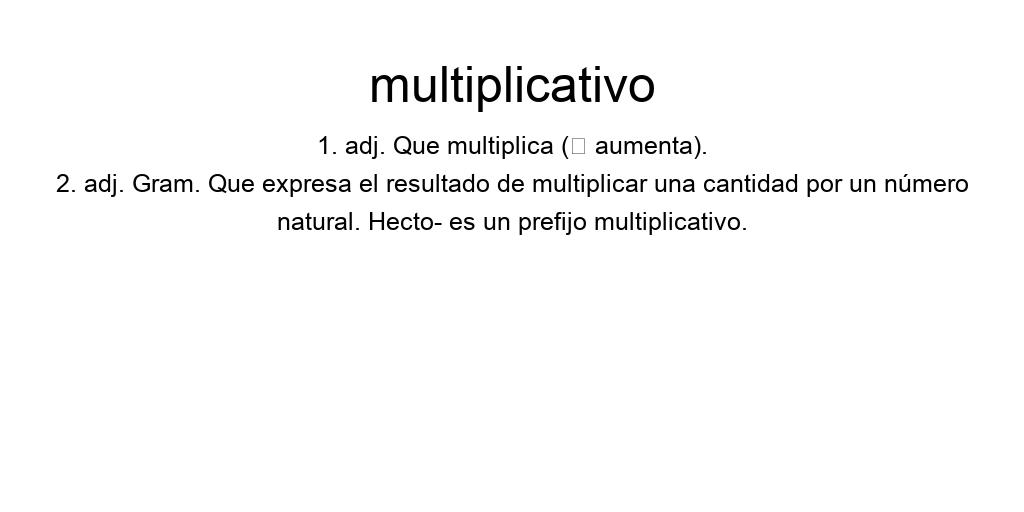 multiplicativo
1. adj. Que multiplica (□ aumenta).
2. adj. Gram. Que expresa el resultado de multiplicar una cantidad por un número
natural. Hecto- es un prefijo multiplicativo.